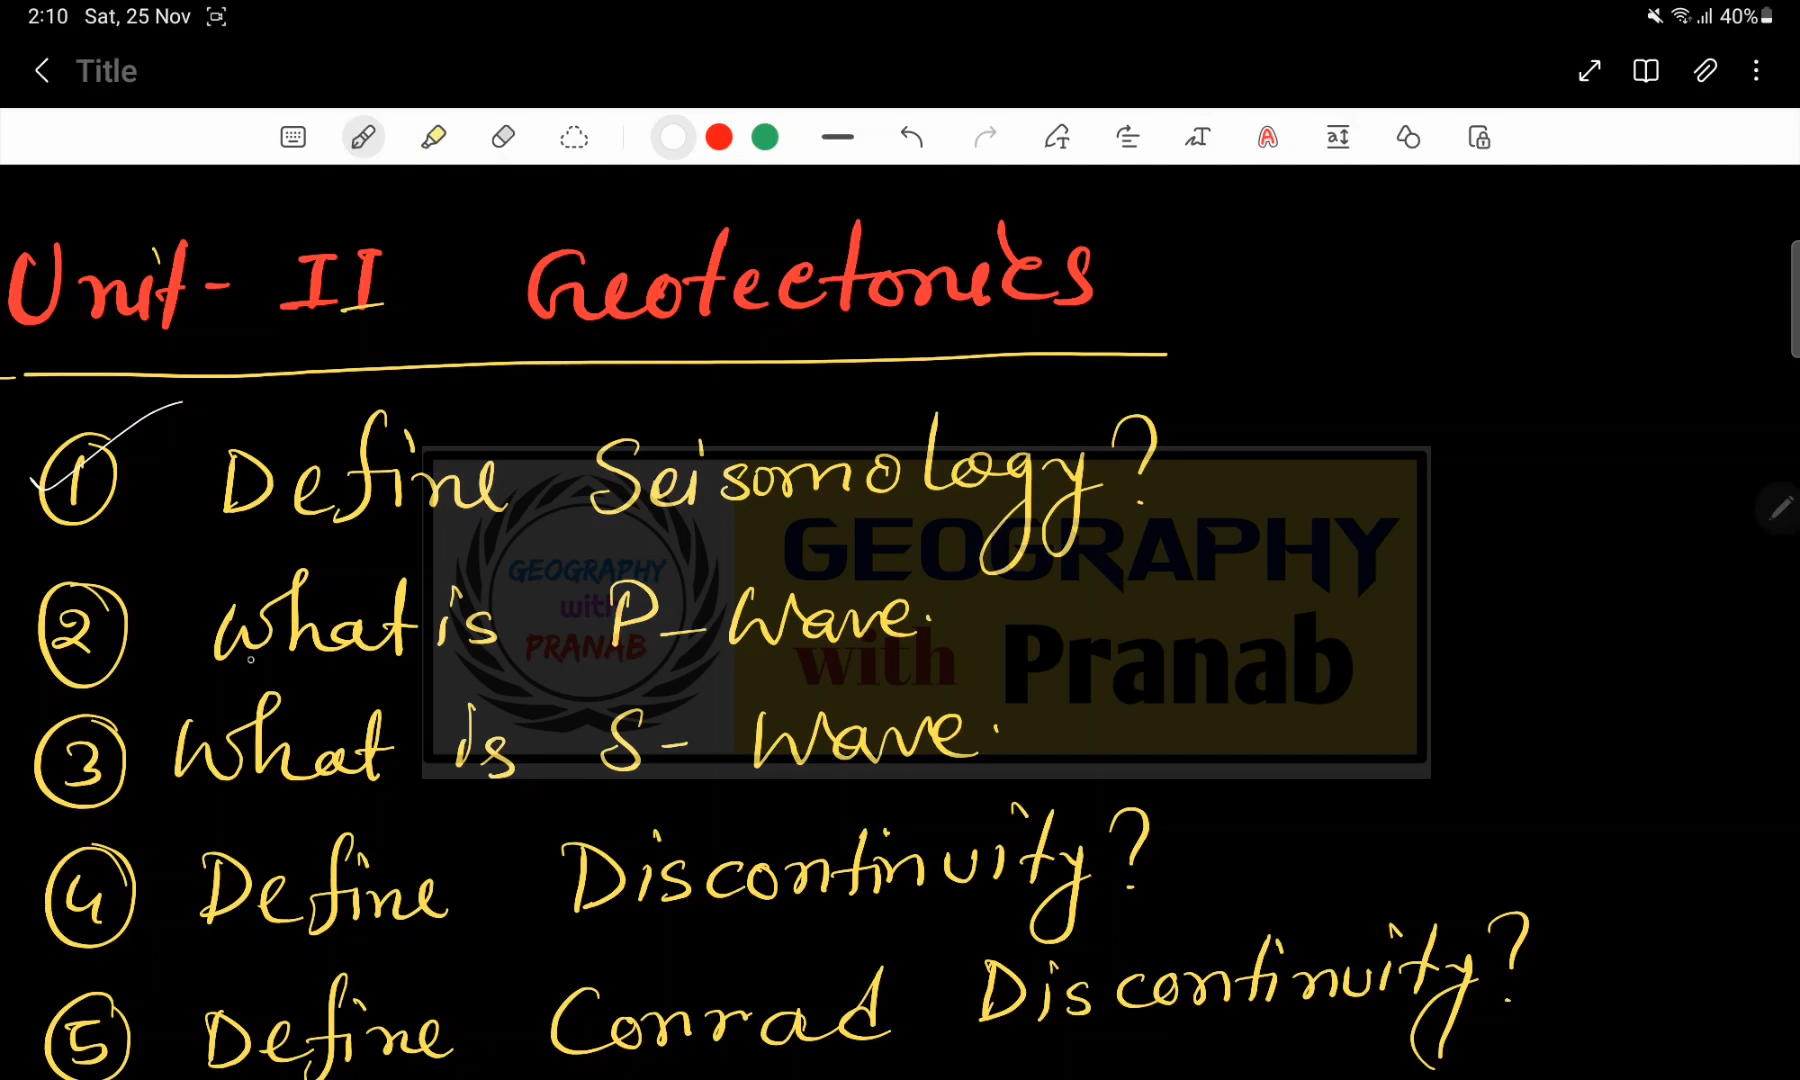 2:10 Sat, 25 Nov 40%
Title
Unit - II Geotectonics
① Define Seismology?
GEOGRAPHY with PRANAB
GEOGRAPHY
with Pranab
② What is P-Wave.
③ What is S-Wave.
④ Define Discontinuity?
⑤ Define Conrad Discontinuity?